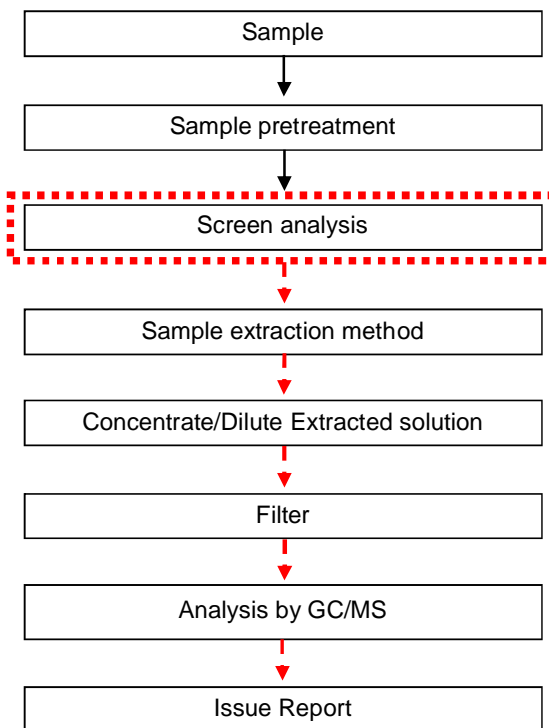 Sample
Sample pretreatment
Screen analysis
Sample extraction method
Concentrate/Dilute Extracted solution
Filter
Analysis by GC/MS
Issue Report